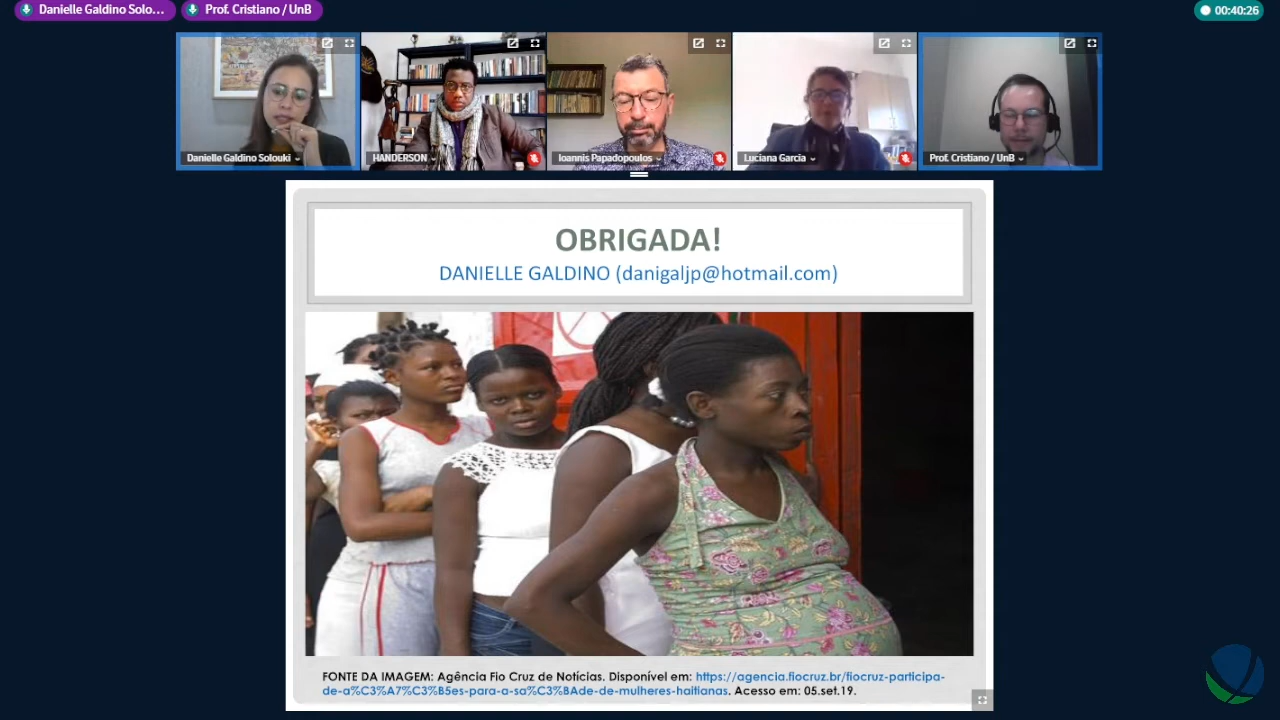 Danielle Galdino Solo...
Prof. Cristiano / UnB
00:40:26
Danielle Galdino Solouki
HANDERSON
Ioannis Papadopoulos
Luciana Garcia
Prof. Cristiano / UnB
OBRIGADA!
DANIELLE GALDINO (danigaljp@hotmail.com)
FONTE DA IMAGEM: Agência Fio Cruz de Notícias. Disponível em: https://agencia.fiocruz.br/fiocruz-participa-
de-a%C3%A7%C3%B5es-para-a-sa%C3%BAde-de-mulheres-haitianas. Acesso em: 05.set.19.